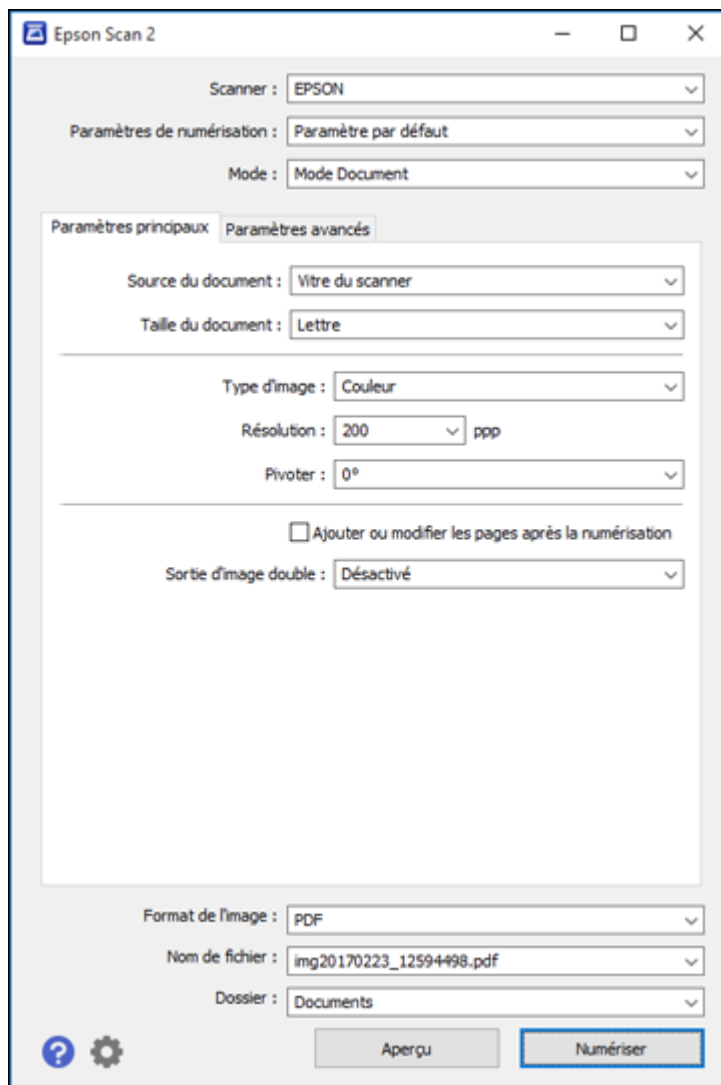 Epson Scan 2
Scanner : EPSON
Paramètres de numérisation : Paramètre par défaut
Mode : Mode Document
Paramètres principaux Paramètres avancés
Source du document : Vitre du scanner
Taille du document : Lettre
Type d'image : Couleur
Résolution : 200 ppp
Pivoter : 0°
Ajouter ou modifier les pages après la numérisation
Sortie d'image double : Désactivé
Format de l'image : PDF
Nom de fichier : img20170223_12594498.pdf
Dossier : Documents
? Aperçu Numériser